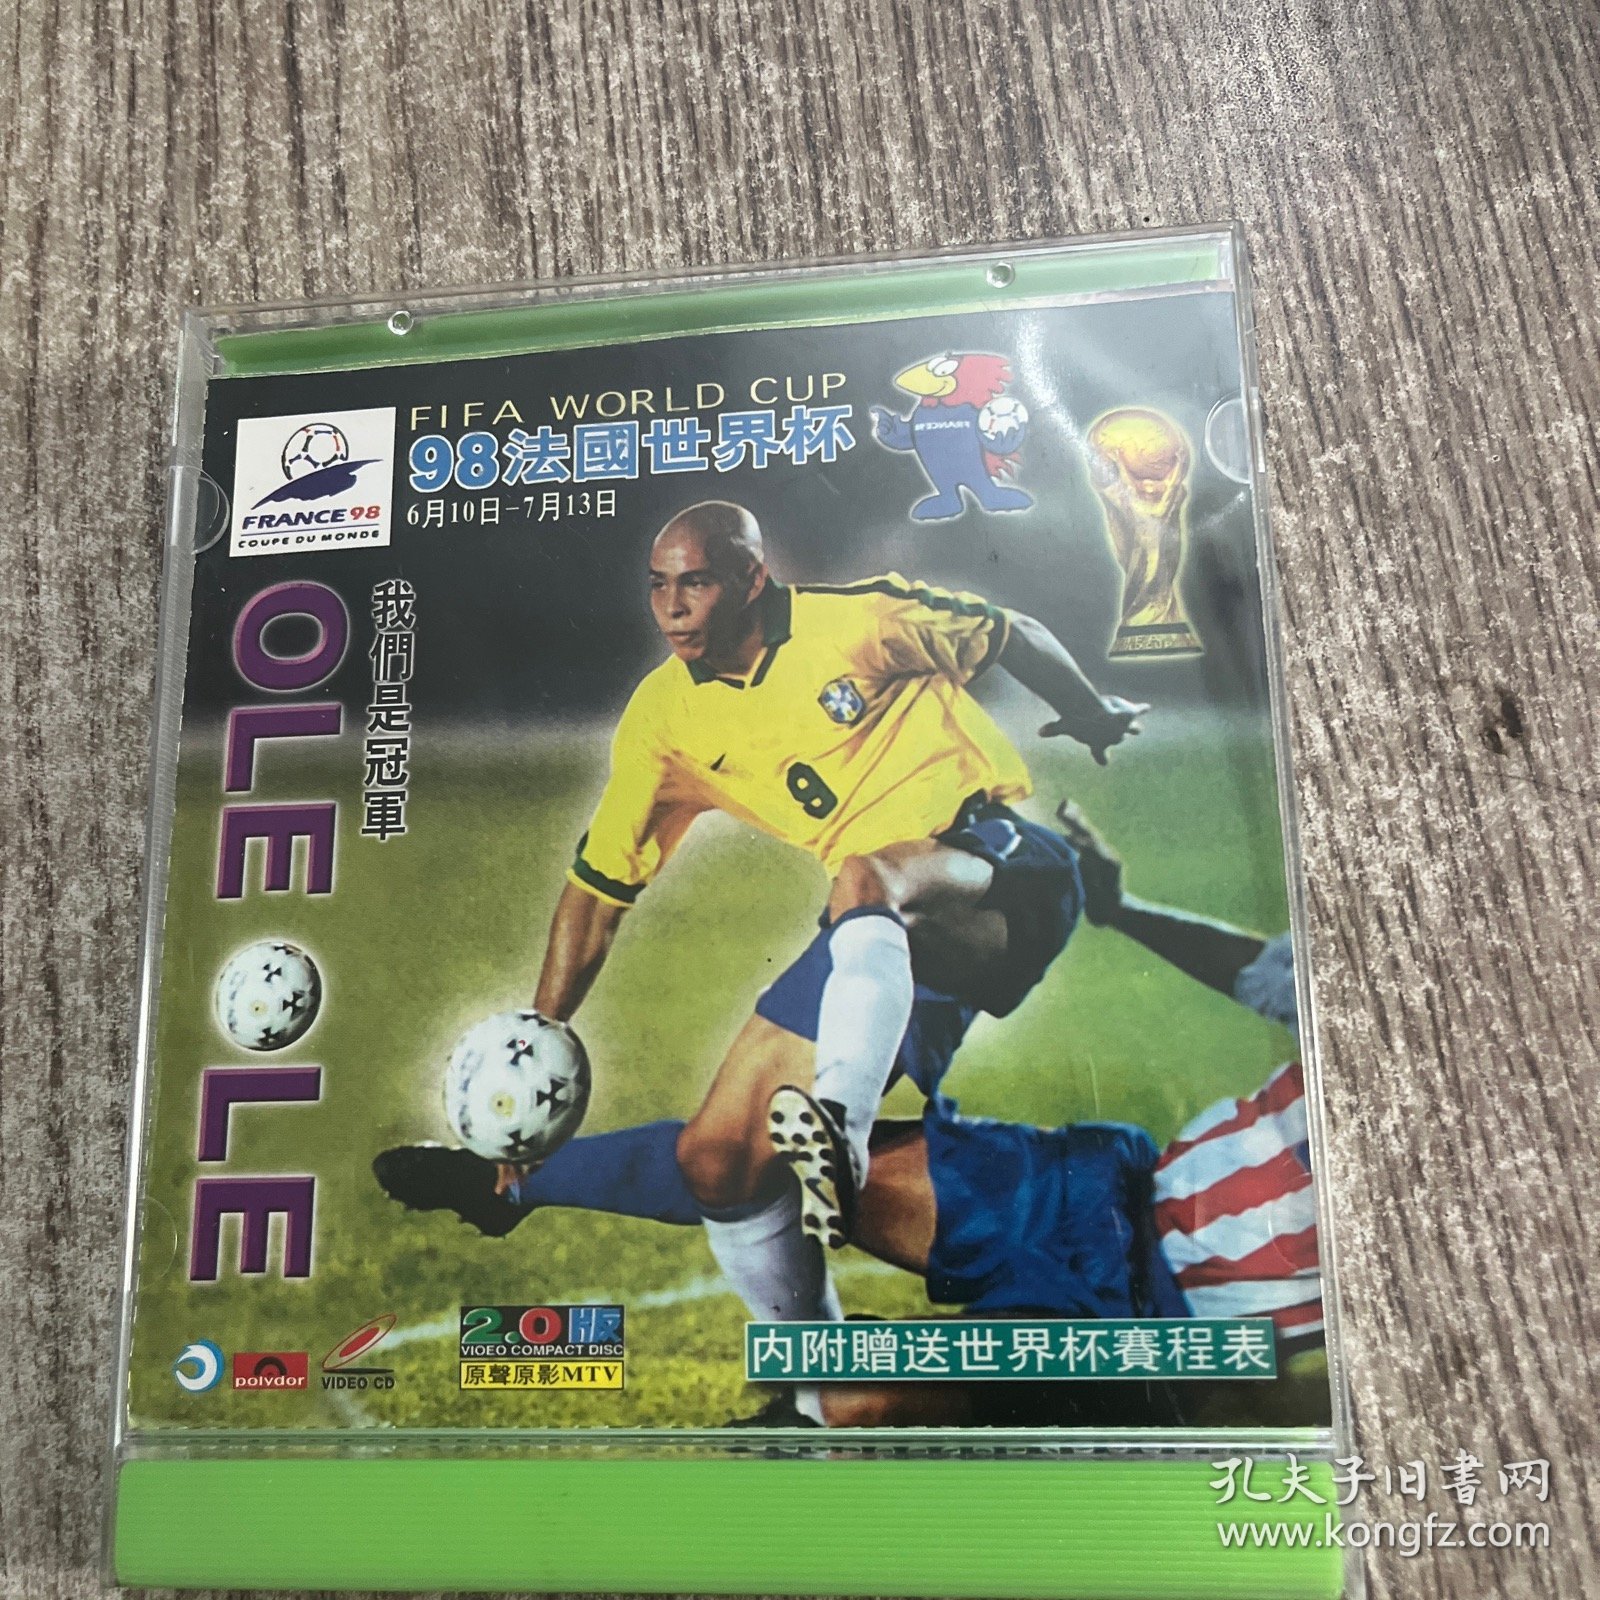 FIFA WORLD CUP
98法國世界杯
6月10日-7月13日
FRANCE 98
COUPE DU MONDE
我們是冠軍
OLE OLE
9
polydor
VIDEO CD
2.0版
VIDEO COMPACT DISC
原聲原影MTV
内附贈送世界杯賽程表
孔夫子旧書网
www.kongfz.com